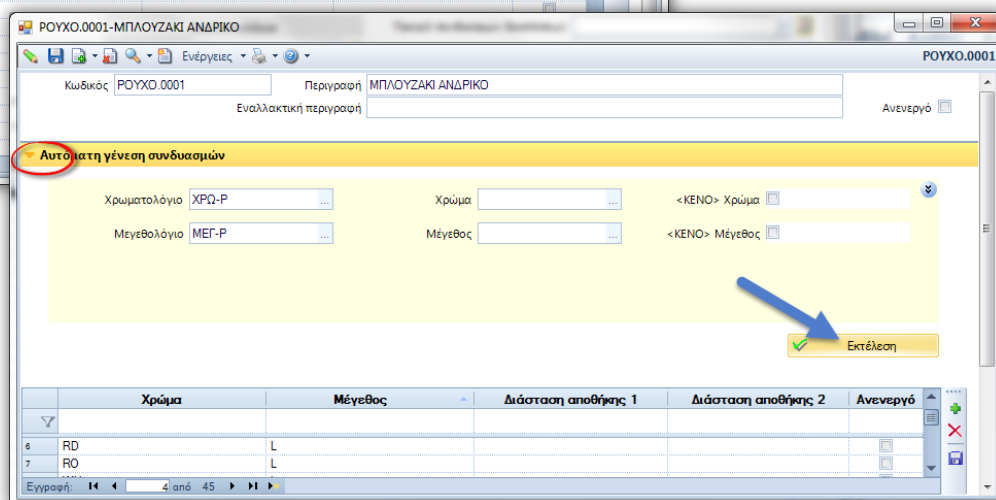 ΡΟΥΧΟ.0001-ΜΠΛΟΥΖΑΚΙ ΑΝΔΡΙΚΟ
Ενέργειες
ΡΟΥΧΟ.0001
Κωδικός ΡΟΥΧΟ.0001 Περιγραφή ΜΠΛΟΥΖΑΚΙ ΑΝΔΡΙΚΟ
Εναλλακτική περιγραφή Ανενεργό
Αυτόματη γένεση συνδυασμών
Χρωματολόγιο ΧΡΩ-Ρ ... Χρώμα ... <ΚΕΝΟ> Χρώμα
Μεγεθολόγιο ΜΕΓ-Ρ ... Μέγεθος ... <ΚΕΝΟ> Μέγεθος
Εκτέλεση
Χρώμα Μέγεθος Διάσταση αποθήκης 1 Διάσταση αποθήκης 2 Ανενεργό
6 RD L
7 RO L
Εγγραφή: 4 από 45